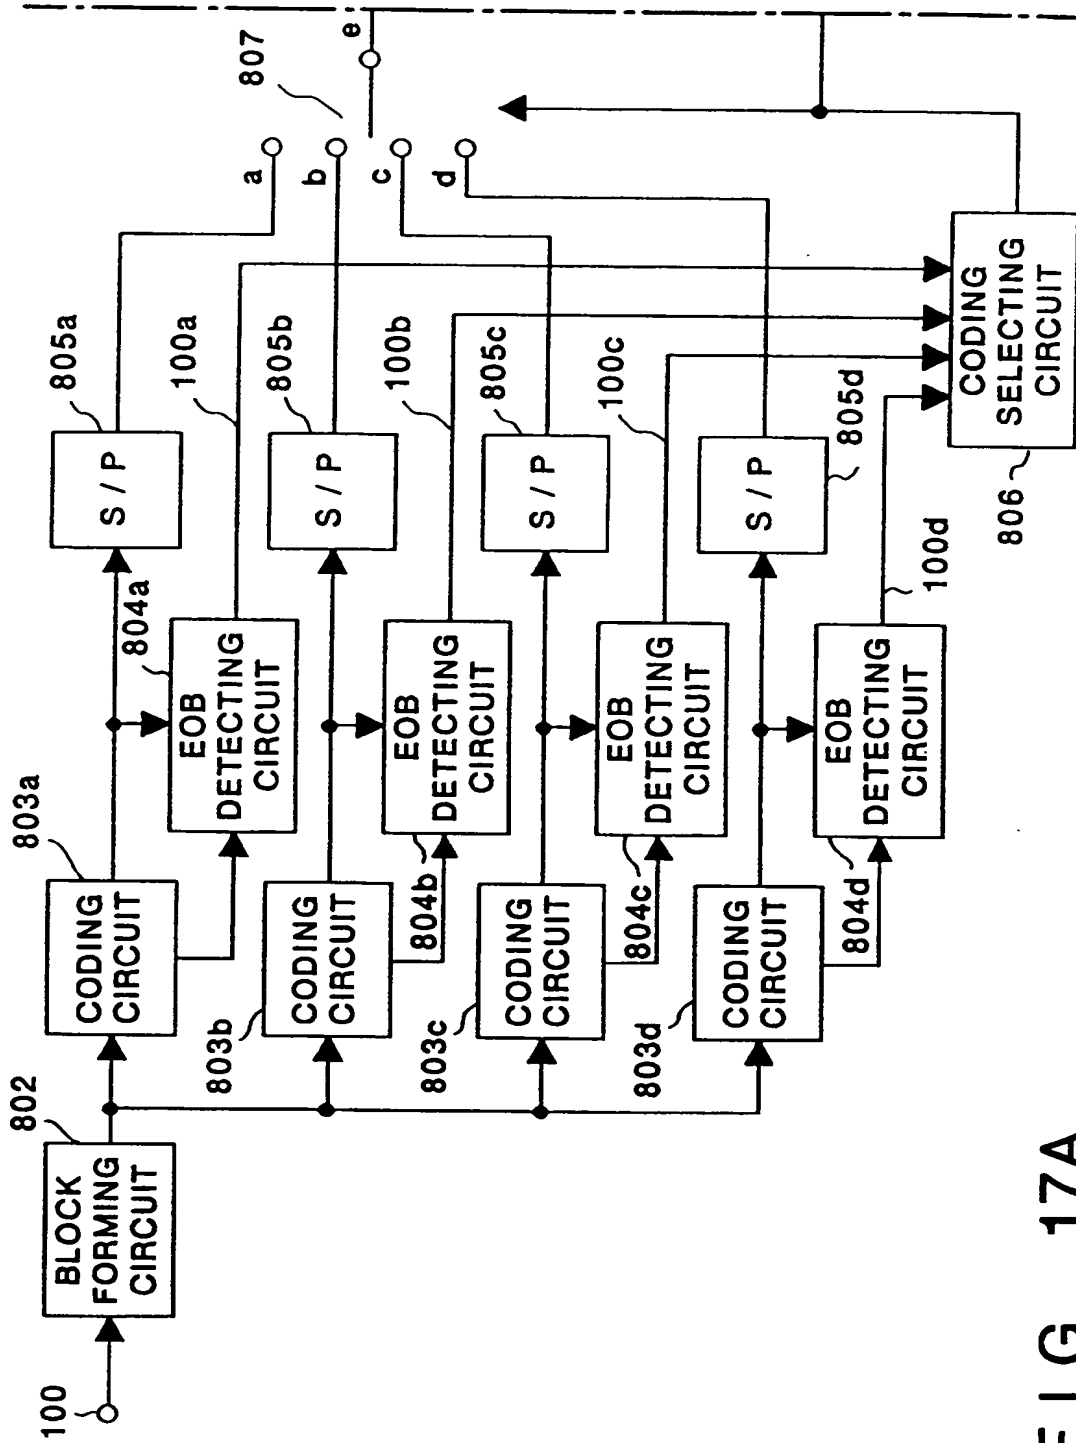 100
802
BLOCK
FORMING
CIRCUIT
803a
CODING
CIRCUIT
804a
EOB
DETECTING
CIRCUIT
805a
S / P
100a
803b
CODING
CIRCUIT
804b
EOB
DETECTING
CIRCUIT
805b
S / P
100b
803c
CODING
CIRCUIT
804c
EOB
DETECTING
CIRCUIT
805c
S / P
100c
803d
CODING
CIRCUIT
804d
EOB
DETECTING
CIRCUIT
805d
S / P
100d
a
b
c
d
e
807
806
CODING
SELECTING
CIRCUIT
FIG 17A